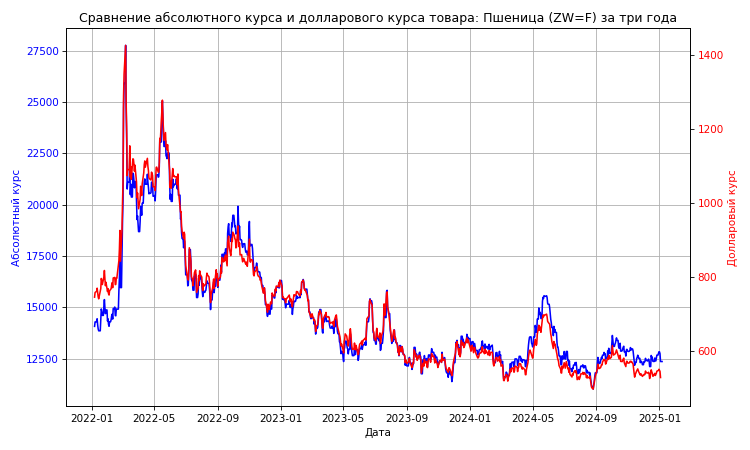 Сравнение абсолютного курса и долларового курса товара: Пшеница (ZW=F) за три года
Абсолютный курс
27500
25000
22500
20000
17500
15000
12500
1400
1200
1000
800
600
Долларовый курс
2022-01 2022-05 2022-09 2023-01 2023-05 2023-09 2024-01 2024-05 2024-09 2025-01
Дата